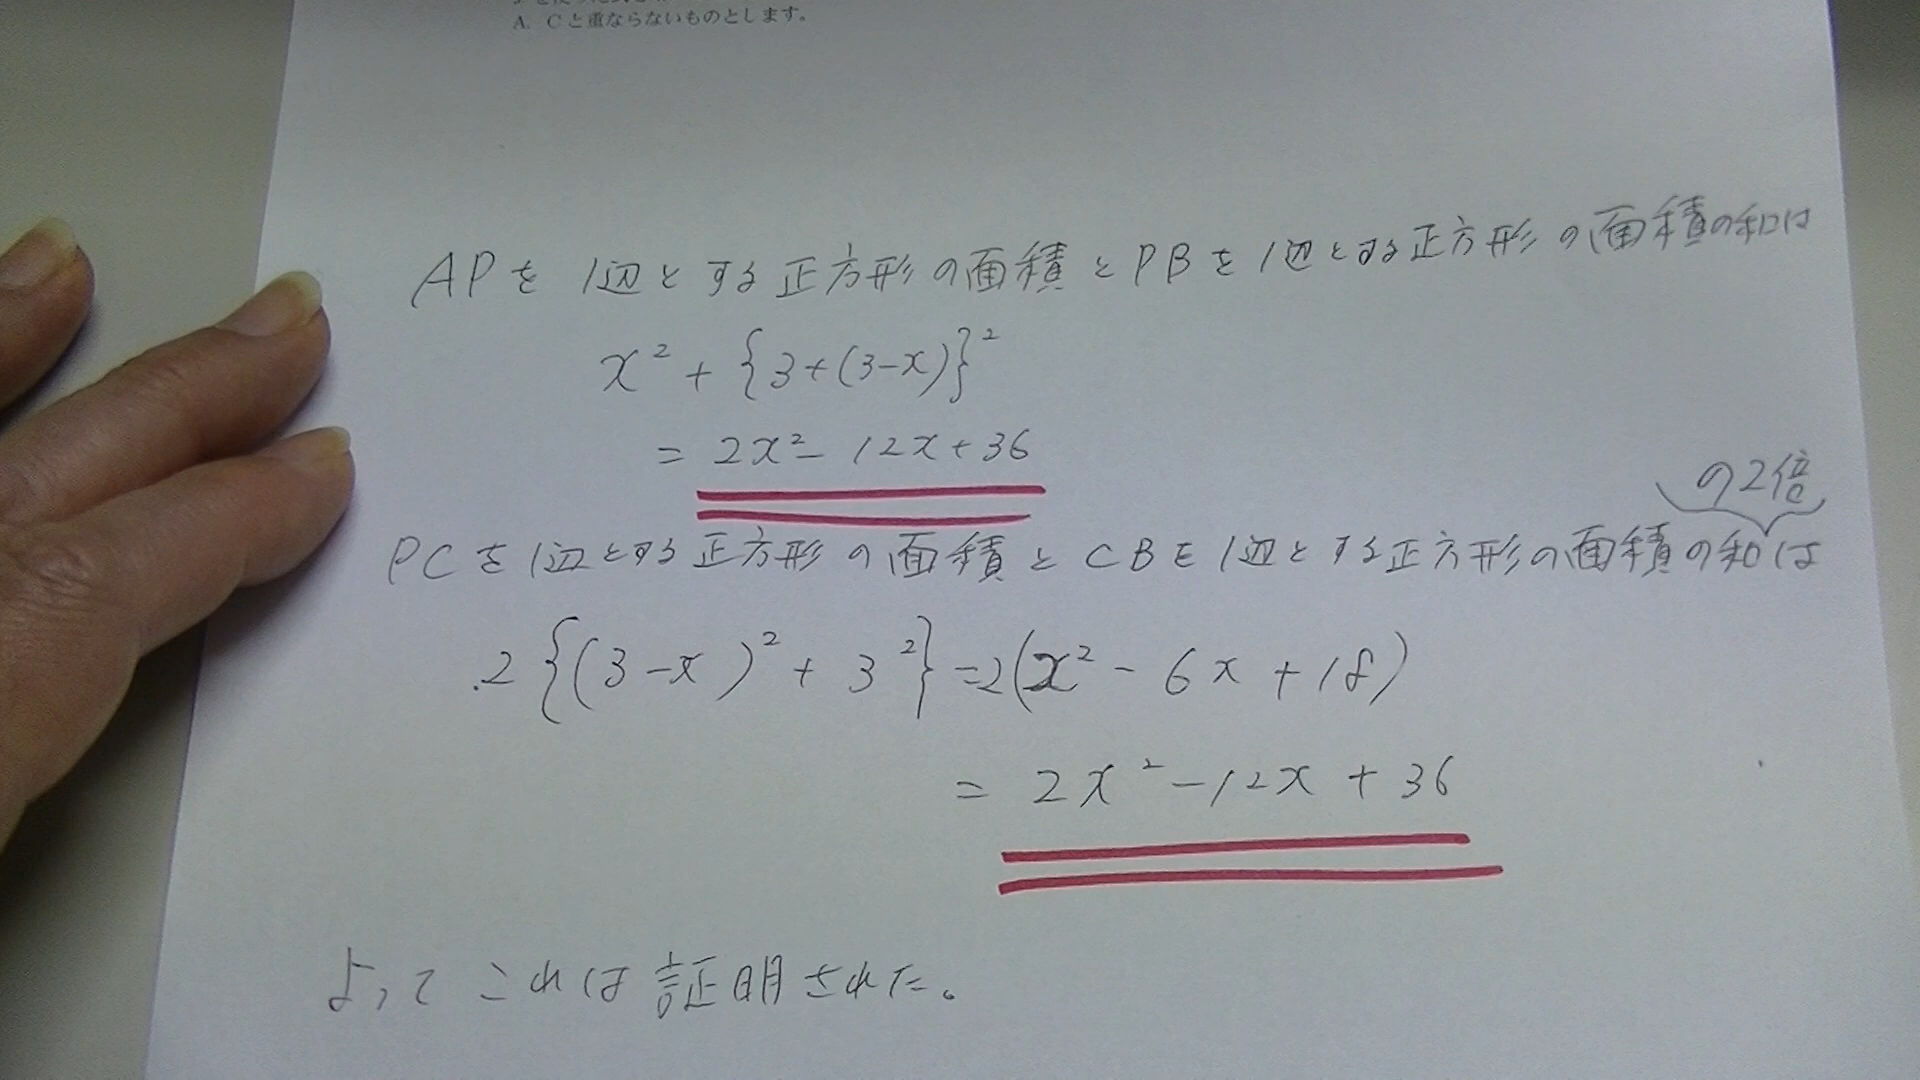 A, Cと重ならないものとします。
APを1辺とする正方形の面積とPBを1辺とする正方形の面積の和は
x² + {3+(3-x)}²
= 2x² - 12x + 36
の2倍
PCを1辺とする正方形の面積とCBを1辺とする正方形の面積の和は
2{(3-x)² + 3²} = 2(x² - 6x + 18)
= 2x² - 12x + 36
よってこれは証明された。